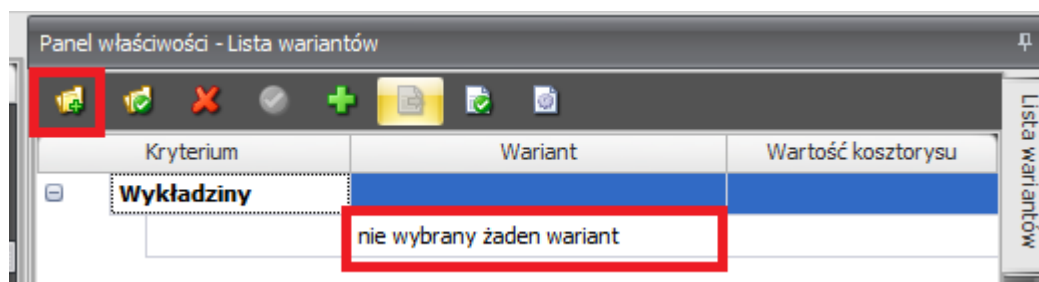 Panel właściwości - Lista wariantów
Kryterium Wariant Wartość kosztorysu
Wykładziny
nie wybrany żaden wariant
Lista wariantów